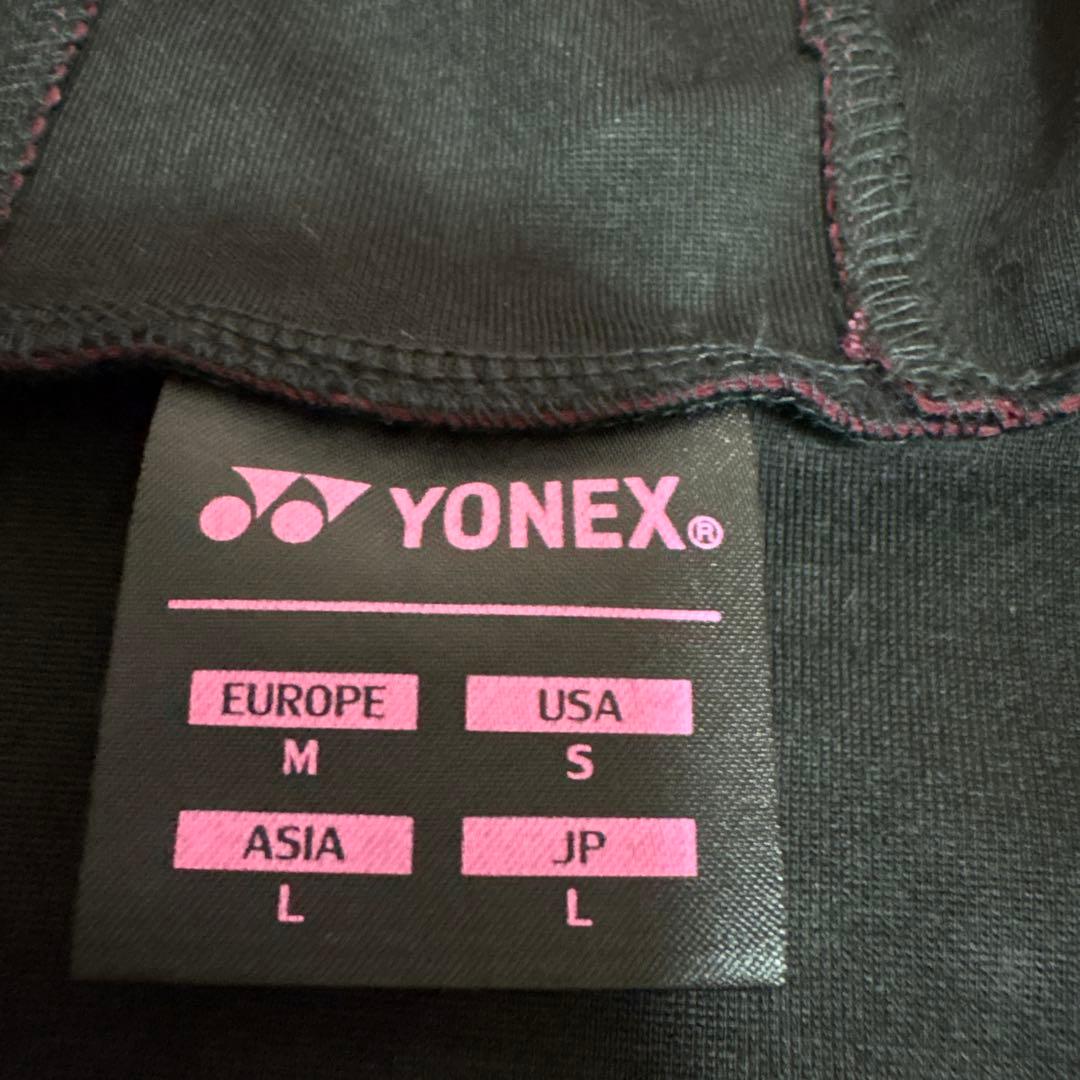 YONEX®
EUROPE USA
M S
ASIA JP
L L